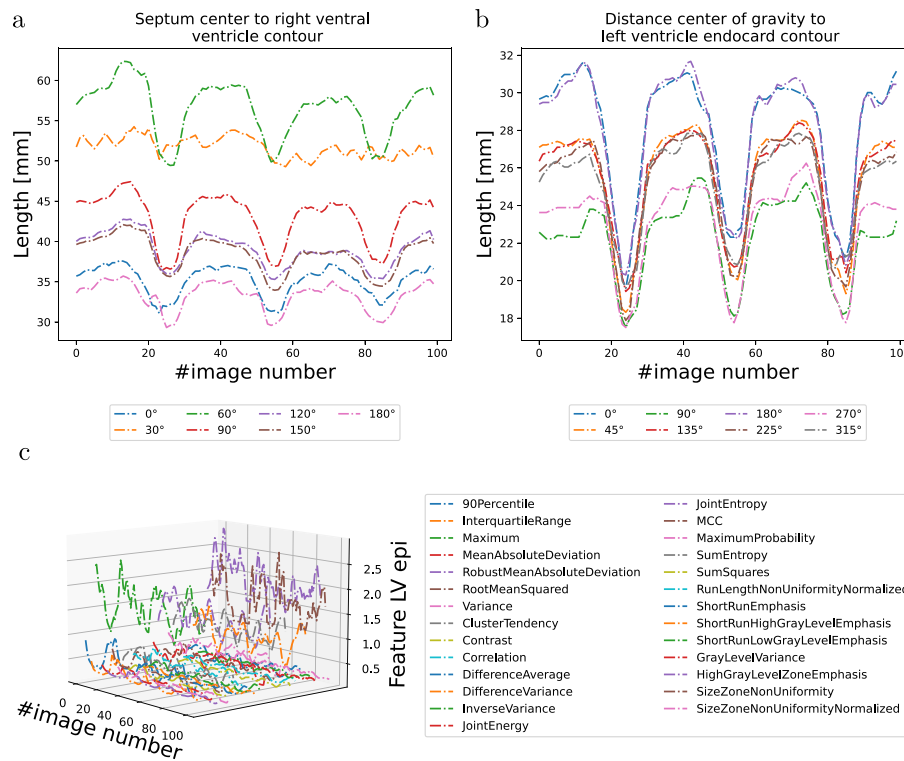 a
Septum center to right ventral
ventricle contour
Length [mm]
60
55
50
45
40
35
30
0 20 40 60 80 100
#image number
0° 60° 120° 180°
30° 90° 150°
b
Distance center of gravity to
left ventricle endocard contour
Length [mm]
32
30
28
26
24
22
20
18
0 20 40 60 80 100
#image number
0° 90° 180° 270°
45° 135° 225° 315°
c
Feature LV epi
2.5
2.0
1.5
1.0
0.5
0 20 40 60 80 100
#image number
90Percentile
InterquartileRange
Maximum
MeanAbsoluteDeviation
RobustMeanAbsoluteDeviation
RootMeanSquared
Variance
ClusterTendency
Contrast
Correlation
DifferenceAverage
DifferenceVariance
InverseVariance
JointEnergy
JointEntropy
MCC
MaximumProbability
SumEntropy
SumSquares
RunLengthNonUniformityNormalized
ShortRunEmphasis
ShortRunHighGrayLevelEmphasis
ShortRunLowGrayLevelEmphasis
GrayLevelVariance
HighGrayLevelZoneEmphasis
SizeZoneNonUniformity
SizeZoneNonUniformityNormalized